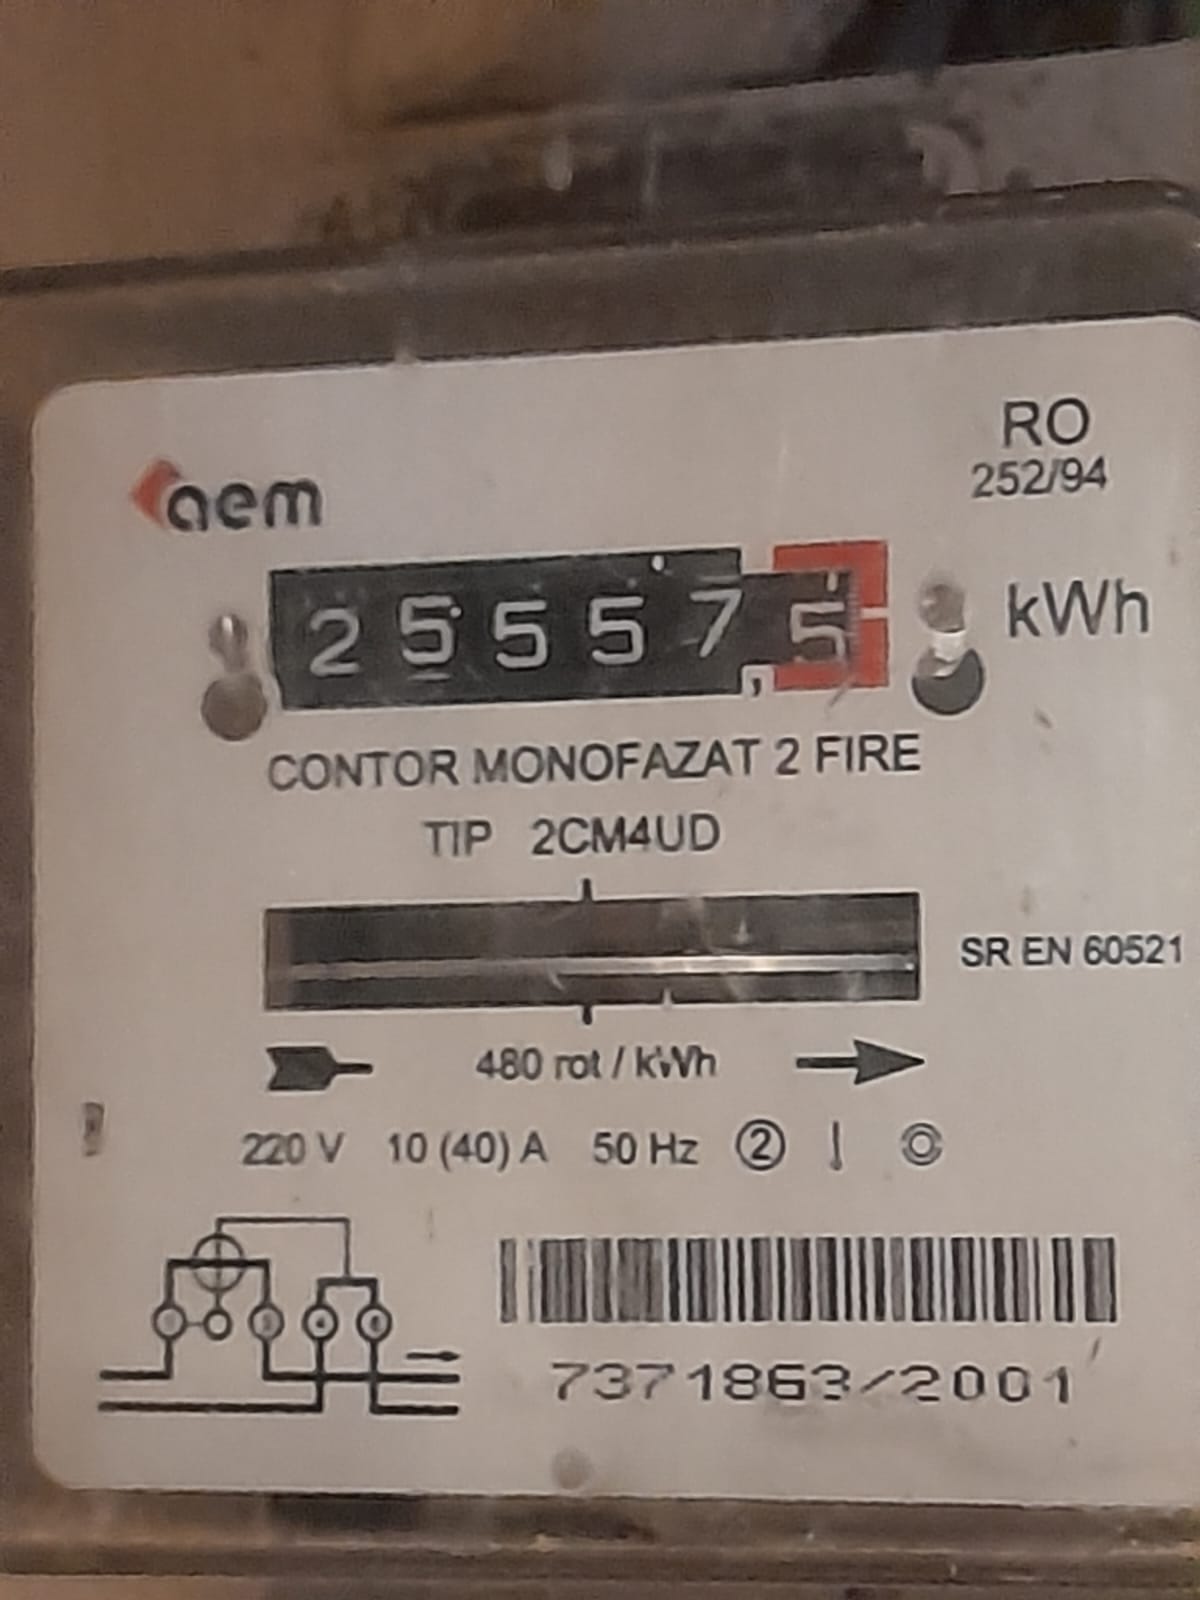 RO
252/94
aem
25557,5 kWh
CONTOR MONOFAZAT 2 FIRE
TIP 2CM4UD
SR EN 60521
480 rot / kWh
220 V 10 (40) A 50 Hz 2
7371863/2001